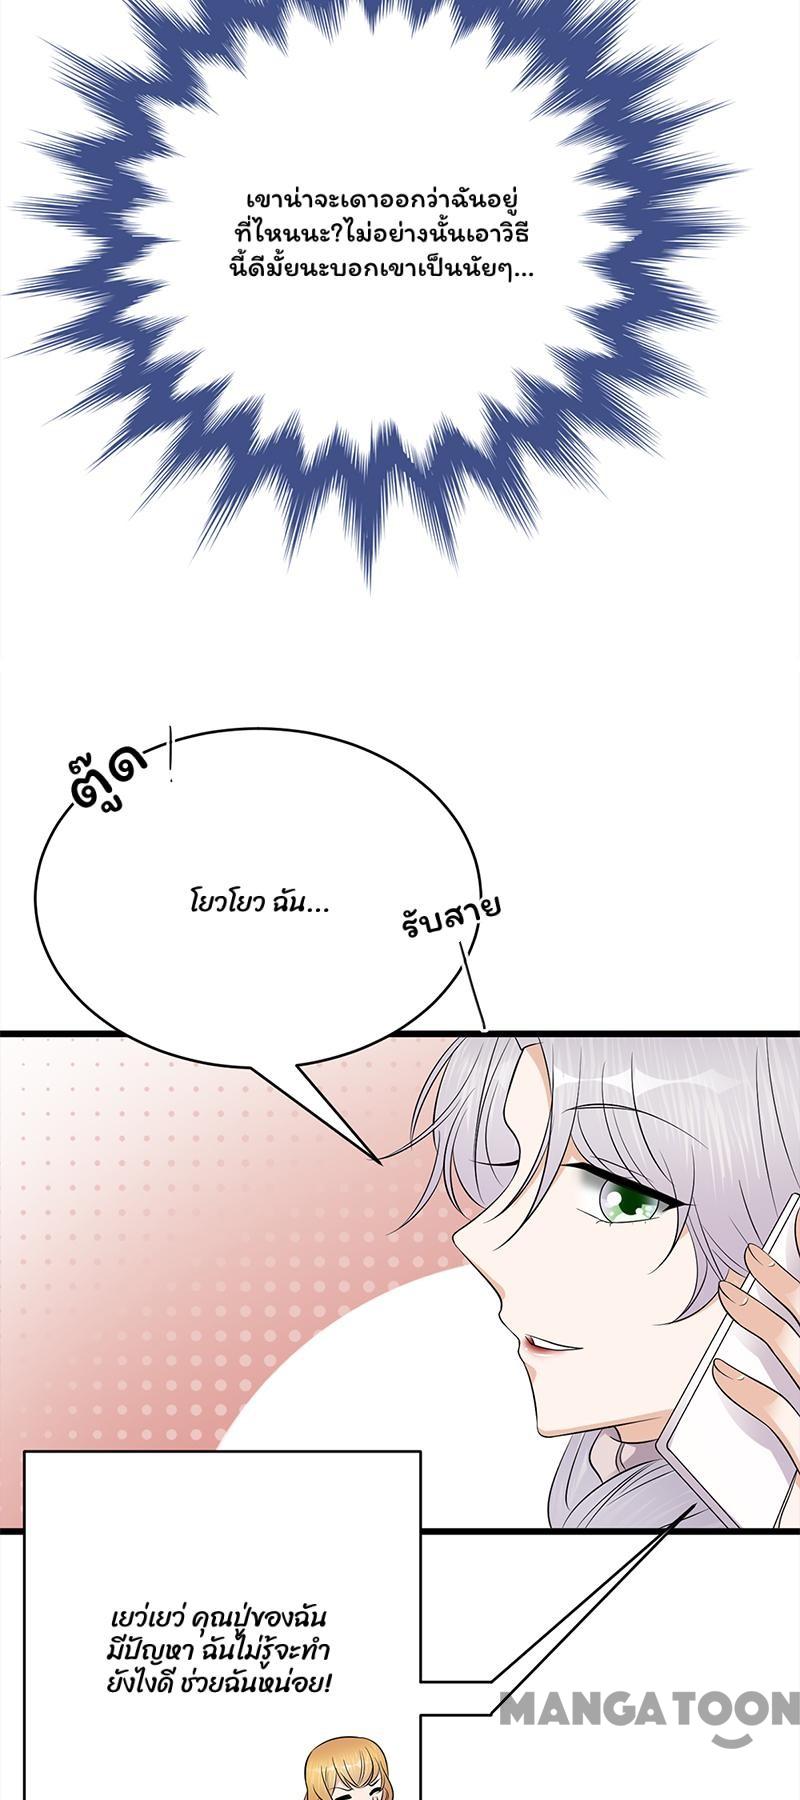 เขาน่าจะเดาออกว่าฉันอยู่
ที่ไหนนะ?ไม่อย่างนั้นเอาวิธี
นี้ดีมั้ยนะบอกเขาเป็นนัยๆ...
ตู๊ด
โยวโยว ฉัน...
รับสาย
เยว่เยว่ คุณปู่ของฉัน
มีปัญหา ฉันไม่รู้จะทำ
ยังไงดี ช่วยฉันหน่อย!
MANGATOON